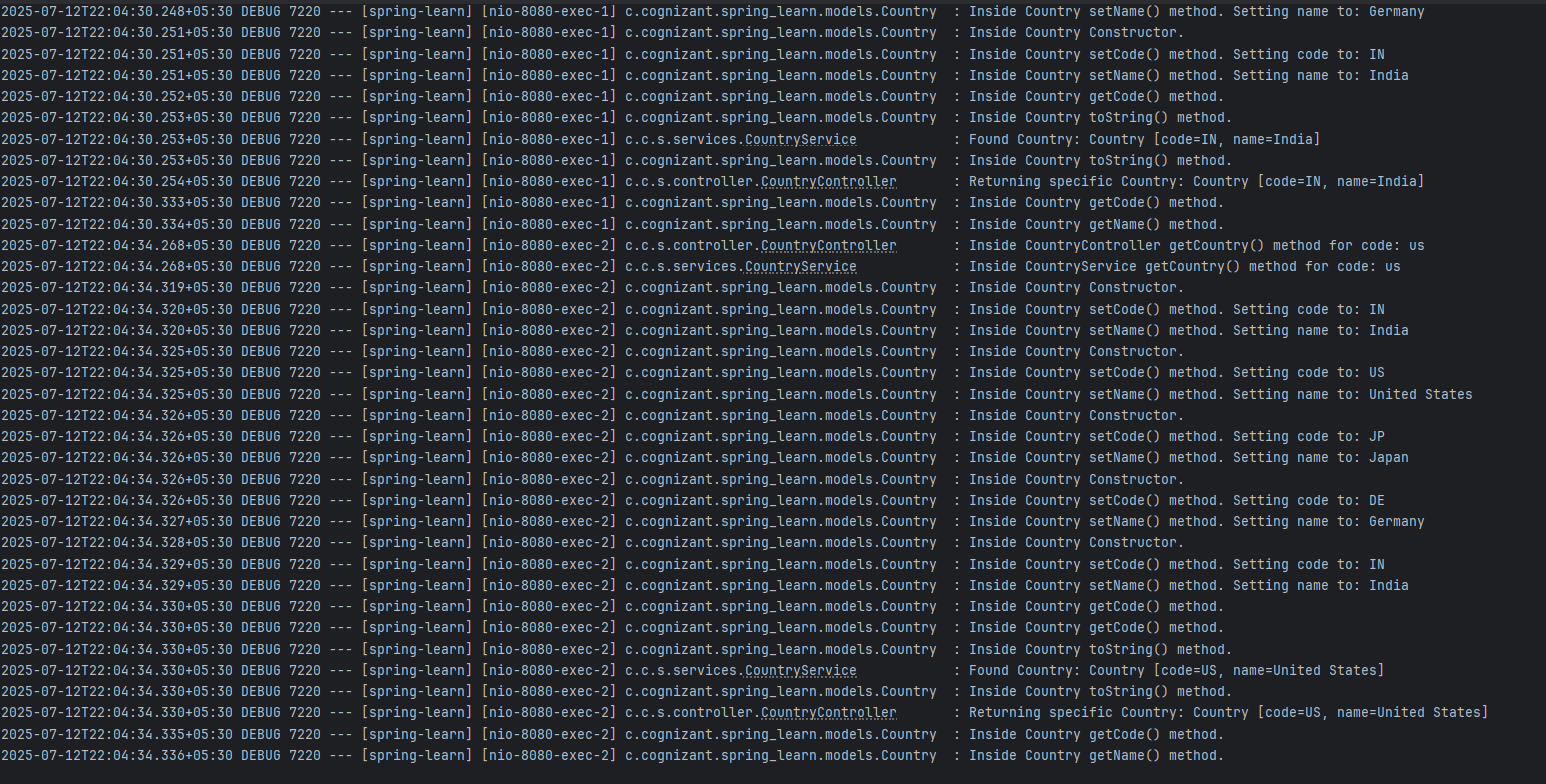 2025-07-12T22:04:30.248+05:30 DEBUG 7220 --- [spring-learn] [nio-8080-exec-1] c.cognizant.spring_learn.models.Country  : Inside Country setName() method. Setting name to: Germany
2025-07-12T22:04:30.251+05:30 DEBUG 7220 --- [spring-learn] [nio-8080-exec-1] c.cognizant.spring_learn.models.Country  : Inside Country Constructor.
2025-07-12T22:04:30.251+05:30 DEBUG 7220 --- [spring-learn] [nio-8080-exec-1] c.cognizant.spring_learn.models.Country  : Inside Country setCode() method. Setting code to: IN
2025-07-12T22:04:30.251+05:30 DEBUG 7220 --- [spring-learn] [nio-8080-exec-1] c.cognizant.spring_learn.models.Country  : Inside Country setName() method. Setting name to: India
2025-07-12T22:04:30.252+05:30 DEBUG 7220 --- [spring-learn] [nio-8080-exec-1] c.cognizant.spring_learn.models.Country  : Inside Country getCode() method.
2025-07-12T22:04:30.253+05:30 DEBUG 7220 --- [spring-learn] [nio-8080-exec-1] c.cognizant.spring_learn.models.Country  : Inside Country toString() method.
2025-07-12T22:04:30.253+05:30 DEBUG 7220 --- [spring-learn] [nio-8080-exec-1] c.c.s.services.CountryService            : Found Country: Country [code=IN, name=India]
2025-07-12T22:04:30.253+05:30 DEBUG 7220 --- [spring-learn] [nio-8080-exec-1] c.cognizant.spring_learn.models.Country  : Inside Country toString() method.
2025-07-12T22:04:30.254+05:30 DEBUG 7220 --- [spring-learn] [nio-8080-exec-1] c.c.s.controller.CountryController       : Returning specific Country: Country [code=IN, name=India]
2025-07-12T22:04:30.333+05:30 DEBUG 7220 --- [spring-learn] [nio-8080-exec-1] c.cognizant.spring_learn.models.Country  : Inside Country getCode() method.
2025-07-12T22:04:30.334+05:30 DEBUG 7220 --- [spring-learn] [nio-8080-exec-1] c.cognizant.spring_learn.models.Country  : Inside Country getName() method.
2025-07-12T22:04:34.268+05:30 DEBUG 7220 --- [spring-learn] [nio-8080-exec-2] c.c.s.controller.CountryController       : Inside CountryController getCountry() method for code: us
2025-07-12T22:04:34.268+05:30 DEBUG 7220 --- [spring-learn] [nio-8080-exec-2] c.c.s.services.CountryService            : Inside CountryService getCountry() method for code: us
2025-07-12T22:04:34.319+05:30 DEBUG 7220 --- [spring-learn] [nio-8080-exec-2] c.cognizant.spring_learn.models.Country  : Inside Country Constructor.
2025-07-12T22:04:34.320+05:30 DEBUG 7220 --- [spring-learn] [nio-8080-exec-2] c.cognizant.spring_learn.models.Country  : Inside Country setCode() method. Setting code to: IN
2025-07-12T22:04:34.320+05:30 DEBUG 7220 --- [spring-learn] [nio-8080-exec-2] c.cognizant.spring_learn.models.Country  : Inside Country setName() method. Setting name to: India
2025-07-12T22:04:34.325+05:30 DEBUG 7220 --- [spring-learn] [nio-8080-exec-2] c.cognizant.spring_learn.models.Country  : Inside Country Constructor.
2025-07-12T22:04:34.325+05:30 DEBUG 7220 --- [spring-learn] [nio-8080-exec-2] c.cognizant.spring_learn.models.Country  : Inside Country setCode() method. Setting code to: US
2025-07-12T22:04:34.325+05:30 DEBUG 7220 --- [spring-learn] [nio-8080-exec-2] c.cognizant.spring_learn.models.Country  : Inside Country setName() method. Setting name to: United States
2025-07-12T22:04:34.326+05:30 DEBUG 7220 --- [spring-learn] [nio-8080-exec-2] c.cognizant.spring_learn.models.Country  : Inside Country Constructor.
2025-07-12T22:04:34.326+05:30 DEBUG 7220 --- [spring-learn] [nio-8080-exec-2] c.cognizant.spring_learn.models.Country  : Inside Country setCode() method. Setting code to: JP
2025-07-12T22:04:34.326+05:30 DEBUG 7220 --- [spring-learn] [nio-8080-exec-2] c.cognizant.spring_learn.models.Country  : Inside Country setName() method. Setting name to: Japan
2025-07-12T22:04:34.326+05:30 DEBUG 7220 --- [spring-learn] [nio-8080-exec-2] c.cognizant.spring_learn.models.Country  : Inside Country Constructor.
2025-07-12T22:04:34.326+05:30 DEBUG 7220 --- [spring-learn] [nio-8080-exec-2] c.cognizant.spring_learn.models.Country  : Inside Country setCode() method. Setting code to: DE
2025-07-12T22:04:34.327+05:30 DEBUG 7220 --- [spring-learn] [nio-8080-exec-2] c.cognizant.spring_learn.models.Country  : Inside Country setName() method. Setting name to: Germany
2025-07-12T22:04:34.328+05:30 DEBUG 7220 --- [spring-learn] [nio-8080-exec-2] c.cognizant.spring_learn.models.Country  : Inside Country Constructor.
2025-07-12T22:04:34.329+05:30 DEBUG 7220 --- [spring-learn] [nio-8080-exec-2] c.cognizant.spring_learn.models.Country  : Inside Country setCode() method. Setting code to: IN
2025-07-12T22:04:34.329+05:30 DEBUG 7220 --- [spring-learn] [nio-8080-exec-2] c.cognizant.spring_learn.models.Country  : Inside Country setName() method. Setting name to: India
2025-07-12T22:04:34.330+05:30 DEBUG 7220 --- [spring-learn] [nio-8080-exec-2] c.cognizant.spring_learn.models.Country  : Inside Country getCode() method.
2025-07-12T22:04:34.330+05:30 DEBUG 7220 --- [spring-learn] [nio-8080-exec-2] c.cognizant.spring_learn.models.Country  : Inside Country getCode() method.
2025-07-12T22:04:34.330+05:30 DEBUG 7220 --- [spring-learn] [nio-8080-exec-2] c.cognizant.spring_learn.models.Country  : Inside Country toString() method.
2025-07-12T22:04:34.330+05:30 DEBUG 7220 --- [spring-learn] [nio-8080-exec-2] c.c.s.services.CountryService            : Found Country: Country [code=US, name=United States]
2025-07-12T22:04:34.330+05:30 DEBUG 7220 --- [spring-learn] [nio-8080-exec-2] c.cognizant.spring_learn.models.Country  : Inside Country toString() method.
2025-07-12T22:04:34.330+05:30 DEBUG 7220 --- [spring-learn] [nio-8080-exec-2] c.c.s.controller.CountryController       : Returning specific Country: Country [code=US, name=United States]
2025-07-12T22:04:34.335+05:30 DEBUG 7220 --- [spring-learn] [nio-8080-exec-2] c.cognizant.spring_learn.models.Country  : Inside Country getCode() method.
2025-07-12T22:04:34.336+05:30 DEBUG 7220 --- [spring-learn] [nio-8080-exec-2] c.cognizant.spring_learn.models.Country  : Inside Country getName() method.